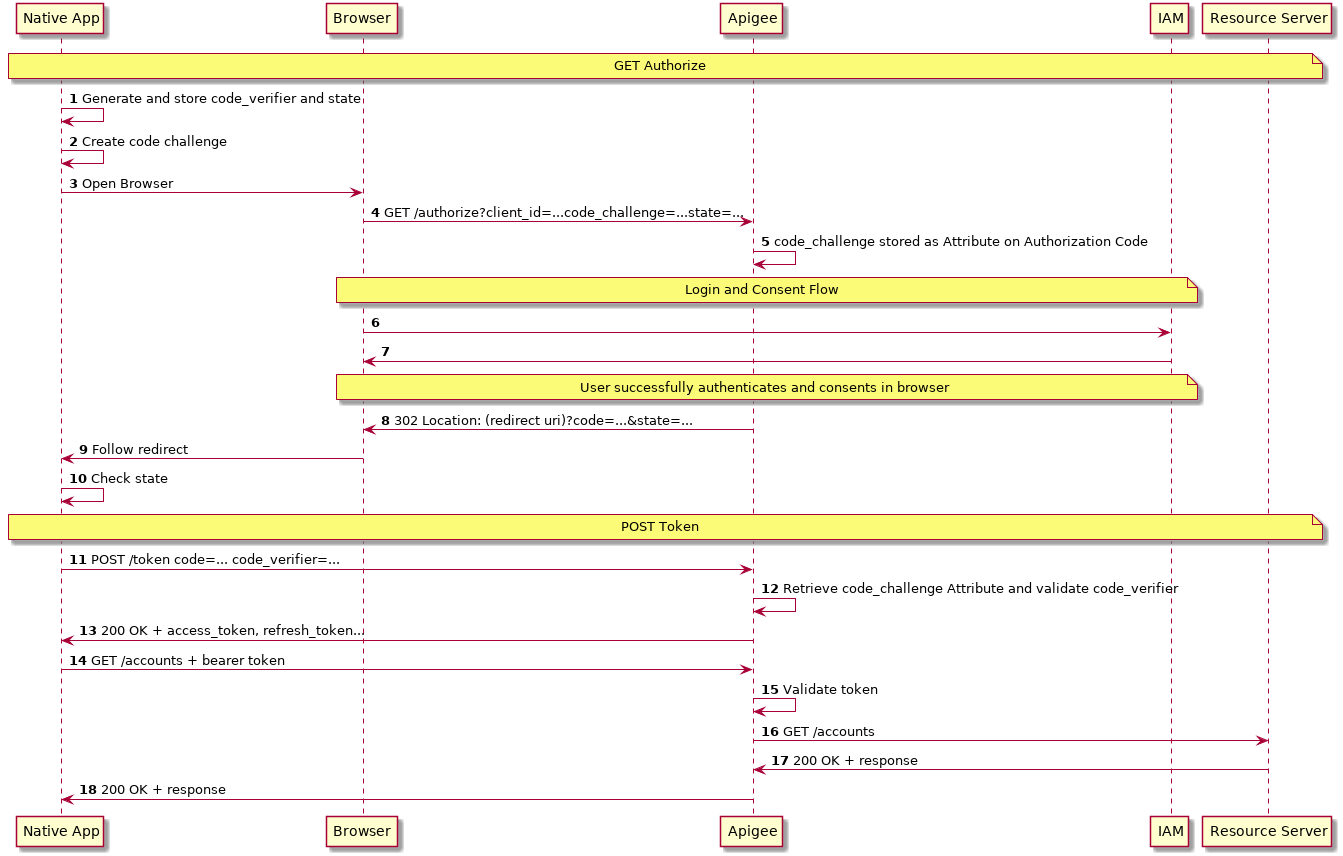 Native App
Browser
Apigee
IAM
Resource Server
GET Authorize
1 Generate and store code_verifier and state
2 Create code challenge
3 Open Browser
4 GET /authorize?client_id=...code_challenge=...state=...
5 code_challenge stored as Attribute on Authorization Code
Login and Consent Flow
6
7
User successfully authenticates and consents in browser
8 302 Location: (redirect uri)?code=...&state=...
9 Follow redirect
10 Check state
POST Token
11 POST /token code=... code_verifier=...
12 Retrieve code_challenge Attribute and validate code_verifier
13 200 OK + access_token, refresh_token...
14 GET /accounts + bearer token
15 Validate token
16 GET /accounts
17 200 OK + response
18 200 OK + response
Native App
Browser
Apigee
IAM
Resource Server